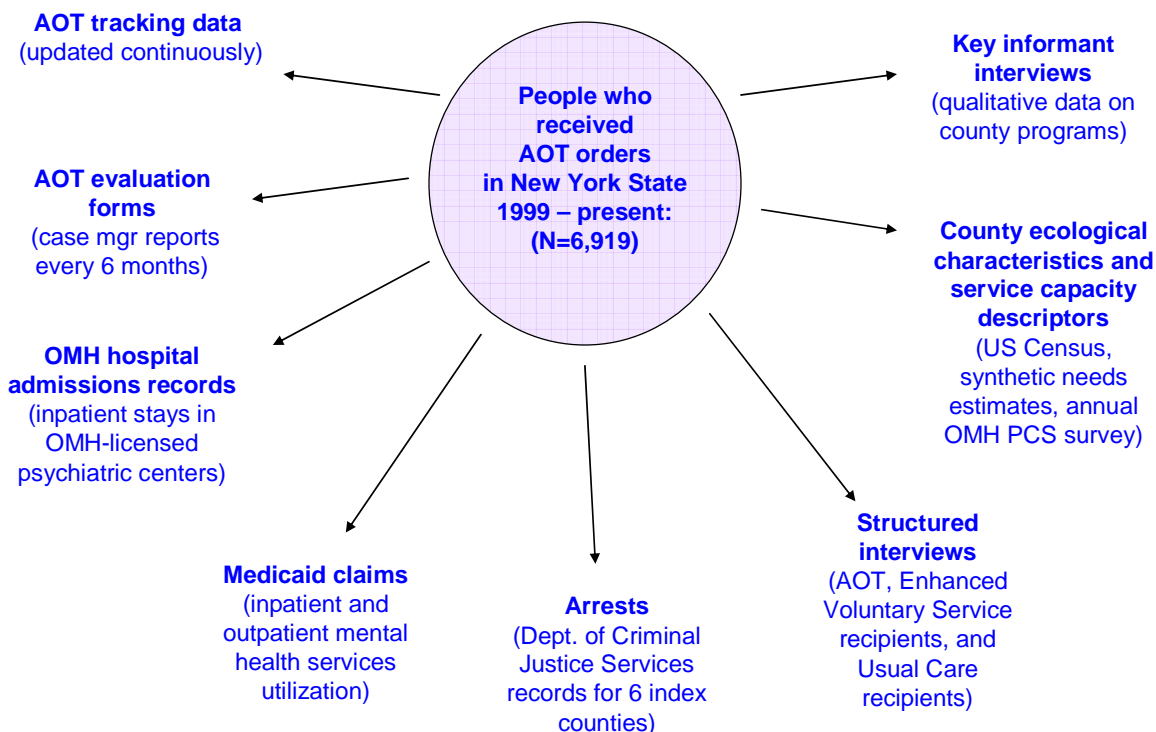 AOT tracking data
(updated continuously)
People who
received
AOT orders
in New York State
1999 – present:
(N=6,919)
Key informant
interviews
(qualitative data on
county programs)
AOT evaluation
forms
(case mgr reports
every 6 months)
County ecological
characteristics and
service capacity
descriptors
(US Census,
synthetic needs
estimates, annual
OMH PCS survey)
OMH hospital
admissions records
(inpatient stays in
OMH-licensed
psychiatric centers)
Medicaid claims
(inpatient and
outpatient mental
health services
utilization)
Arrests
(Dept. of Criminal
Justice Services
records for 6 index
counties)
Structured
interviews
(AOT, Enhanced
Voluntary Service
recipients, and
Usual Care
recipients)